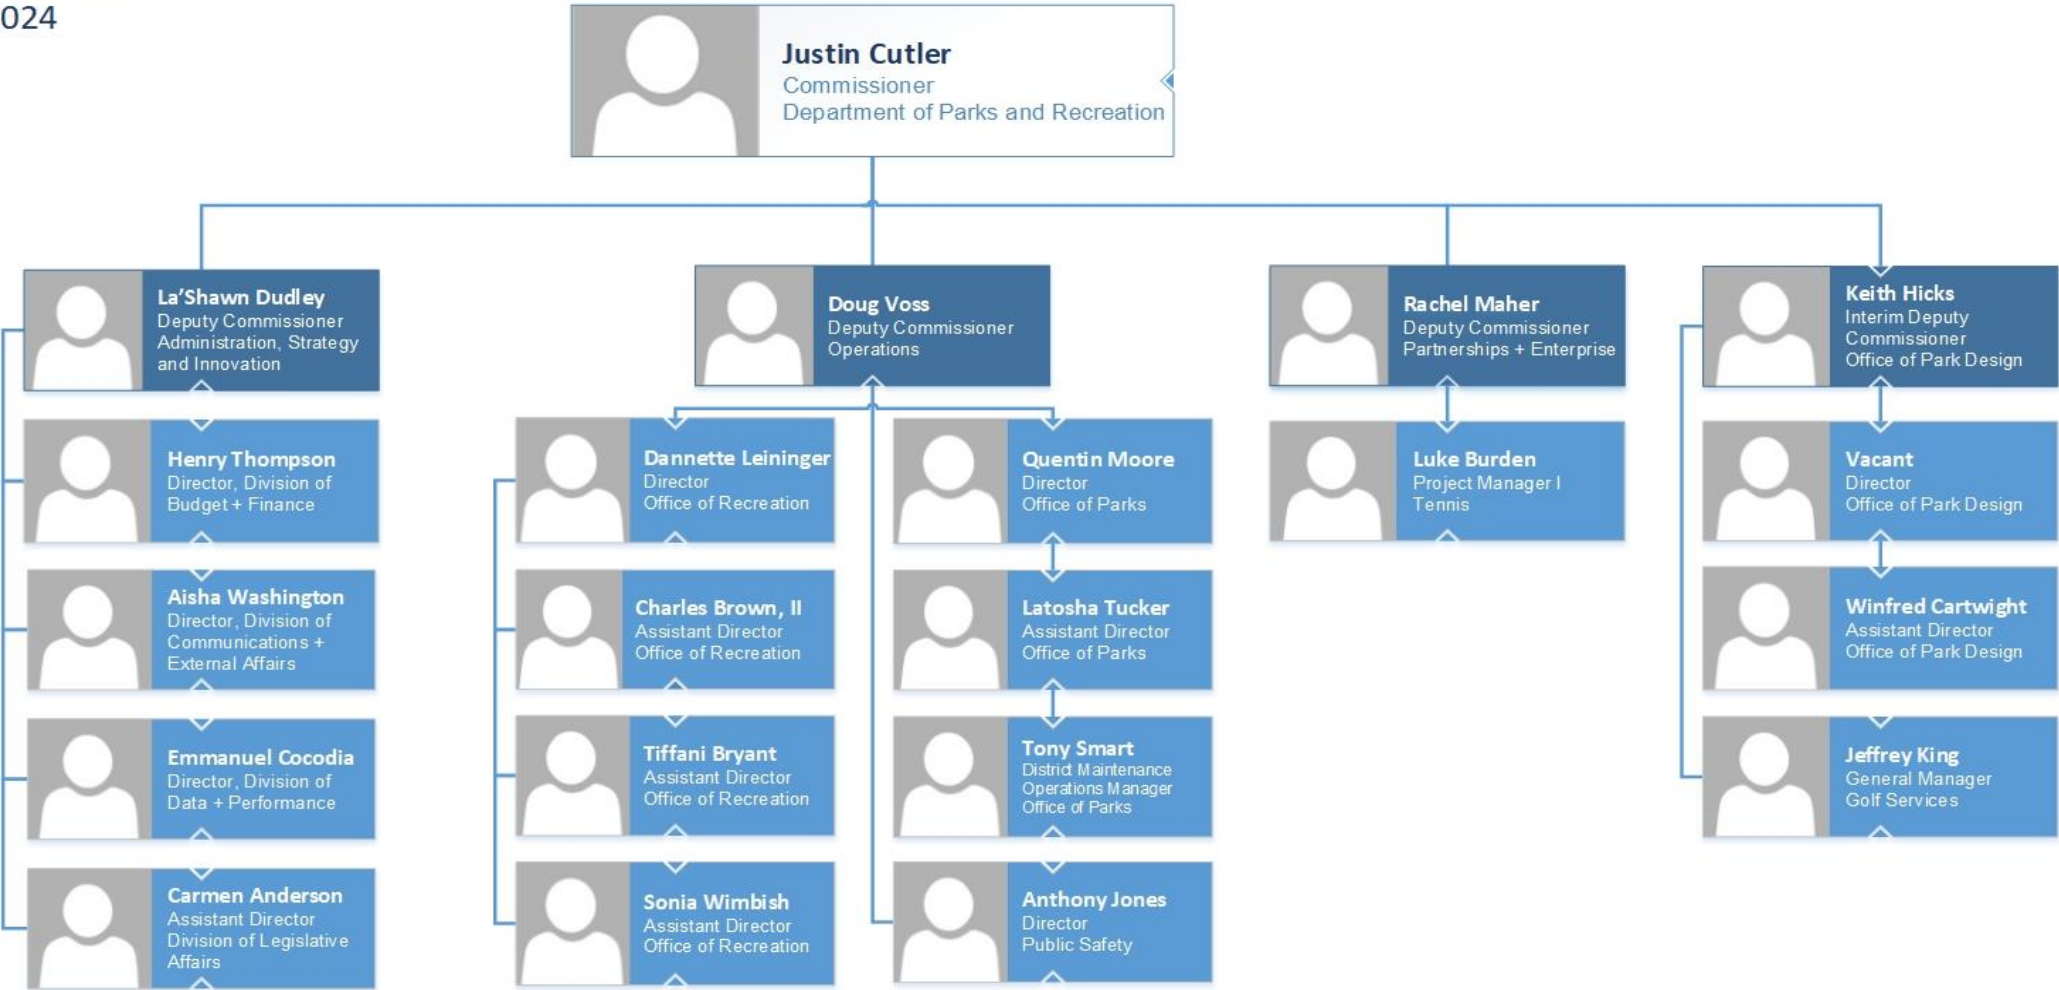 024
Justin Cutler
Commissioner
Department of Parks and Recreation
La'Shawn Dudley
Deputy Commissioner
Administration, Strategy
and Innovation
Henry Thompson
Director, Division of
Budget + Finance
Aisha Washington
Director, Division of
Communications +
External Affairs
Emmanuel Cocodia
Director, Division of
Data + Performance
Carmen Anderson
Assistant Director
Division of Legislative
Affairs
Doug Voss
Deputy Commissioner
Operations
Dannette Leininger
Director
Office of Recreation
Charles Brown, II
Assistant Director
Office of Recreation
Tiffani Bryant
Assistant Director
Office of Recreation
Sonia Wimbish
Assistant Director
Office of Recreation
Quentin Moore
Director
Office of Parks
Latosha Tucker
Assistant Director
Office of Parks
Tony Smart
District Maintenance
Operations Manager
Office of Parks
Anthony Jones
Director
Public Safety
Rachel Maher
Deputy Commissioner
Partnerships + Enterprise
Luke Burden
Project Manager I
Tennis
Keith Hicks
Interim Deputy
Commissioner
Office of Park Design
Vacant
Director
Office of Park Design
Winfred Cartwight
Assistant Director
Office of Park Design
Jeffrey King
General Manager
Golf Services